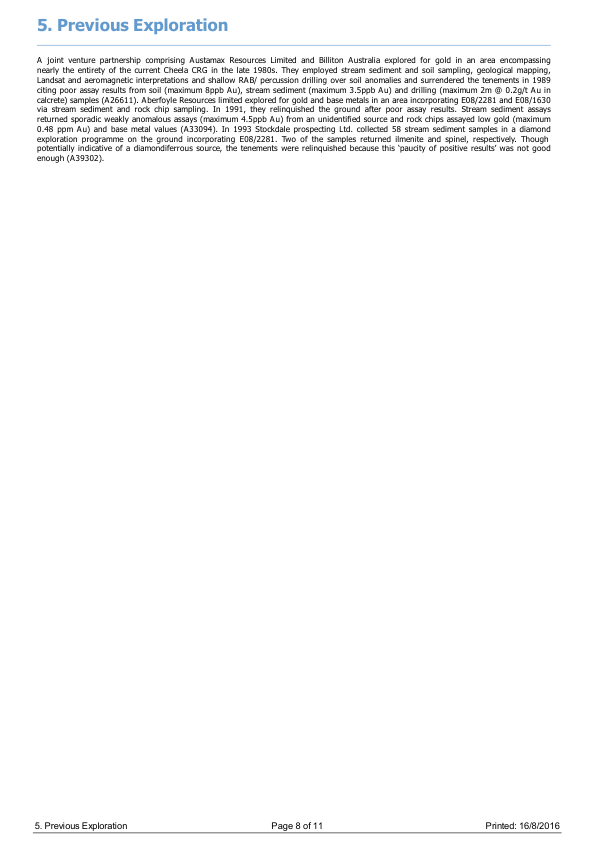 5. Previous Exploration
A joint venture partnership comprising Austamax Resources Limited and Billiton Australia explored for gold in an area encompassing
nearly the entirety of the current Cheela CRG in the late 1980s. They employed stream sediment and soil sampling, geological mapping,
Landsat and aeromagnetic interpretations and shallow RAB/ percussion drilling over soil anomalies and surrendered the tenements in 1989
citing poor assay results from soil (maximum 8ppb Au), stream sediment (maximum 3.5ppb Au) and drilling (maximum 2m @ 0.2g/t Au in
calcrete) samples (A26611). Aberfoyle Resources limited explored for gold and base metals in an area incorporating E08/2281 and E08/1630
via stream sediment and rock chip sampling. In 1991, they relinquished the ground after poor assay results. Stream sediment assays
returned sporadic weakly anomalous assays (maximum 4.5ppb Au) from an unidentified source and rock chips assayed low gold (maximum
0.48 ppm Au) and base metal values (A33094). In 1993 Stockdale prospecting Ltd. collected 58 stream sediment samples in a diamond
exploration programme on the ground incorporating E08/2281. Two of the samples returned ilmenite and spinel, respectively. Though
potentially indicative of a diamondiferrous source, the tenements were relinquished because this ‘paucity of positive results’ was not good
enough (A39302).
5. Previous Exploration Page 8 of 11 Printed: 16/8/2016